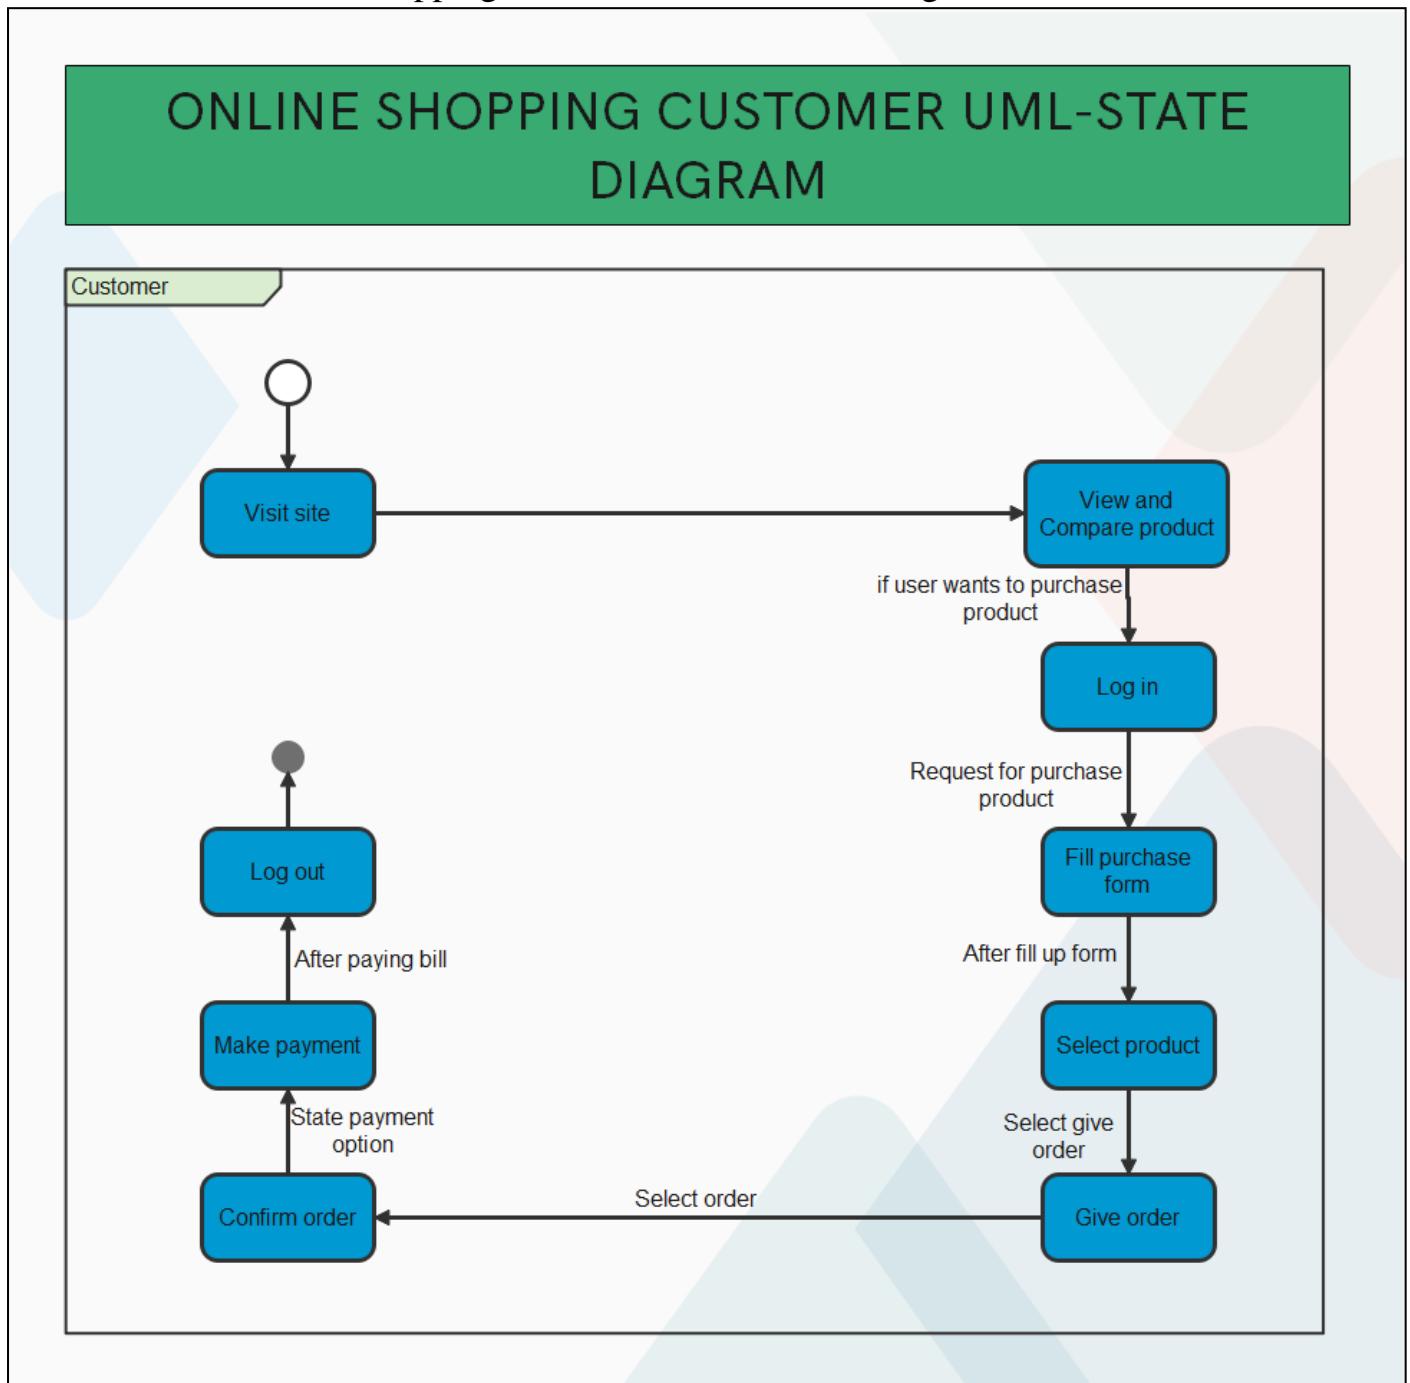 ONLINE SHOPPING CUSTOMER UML-STATE
DIAGRAM
Customer
Visit site
View and
Compare product
if user wants to purchase
product
Log in
Request for purchase
product
Fill purchase
form
After fill up form
Select product
Select give
order
Give order
Select order
Confirm order
State payment
option
Make payment
After paying bill
Log out